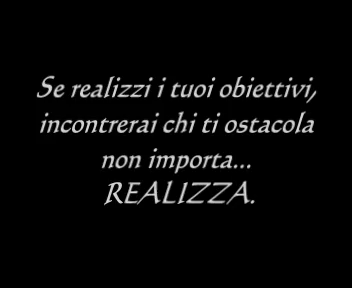 Se realizzi i tuoi obiettivi,
incontrerai chi ti ostacola
non importa...
REALIZZA.